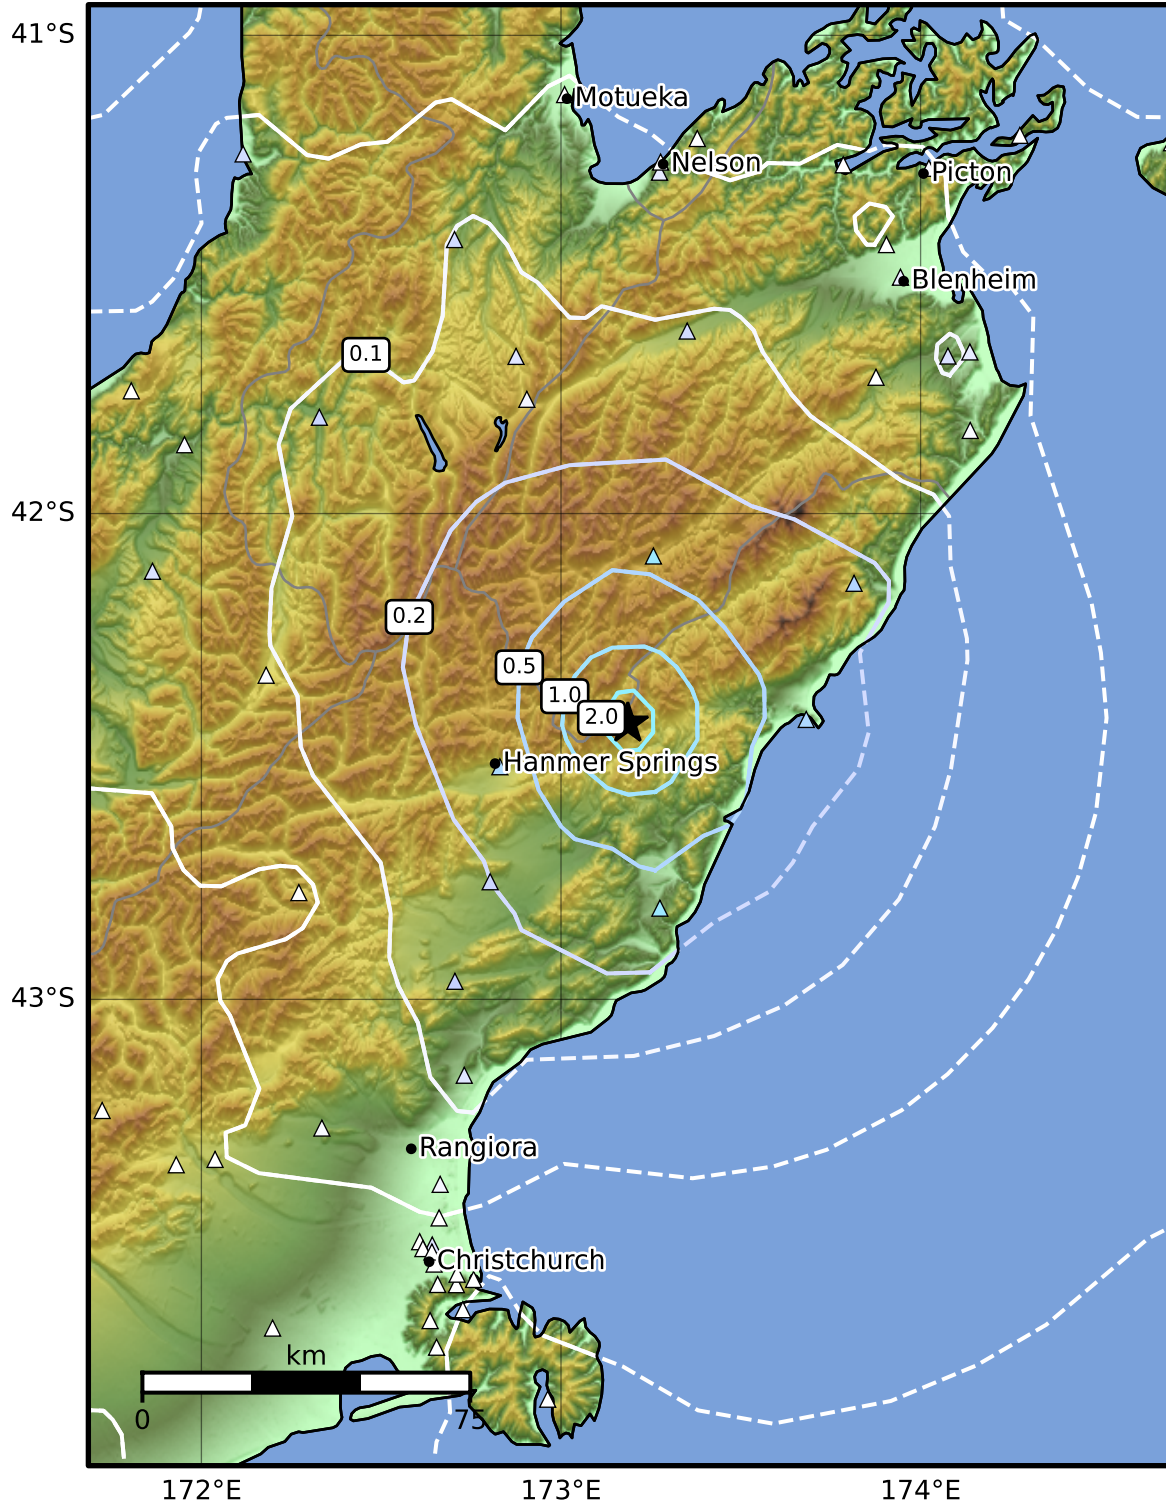 41°S
Motueka
Nelson
Picton
Blenheim
0.1
42°S
0.2
0.5
1.0
2.0
Hanmer Springs
43°S
Rangiora
Christchurch
km
0
75
172°E
173°E
174°E